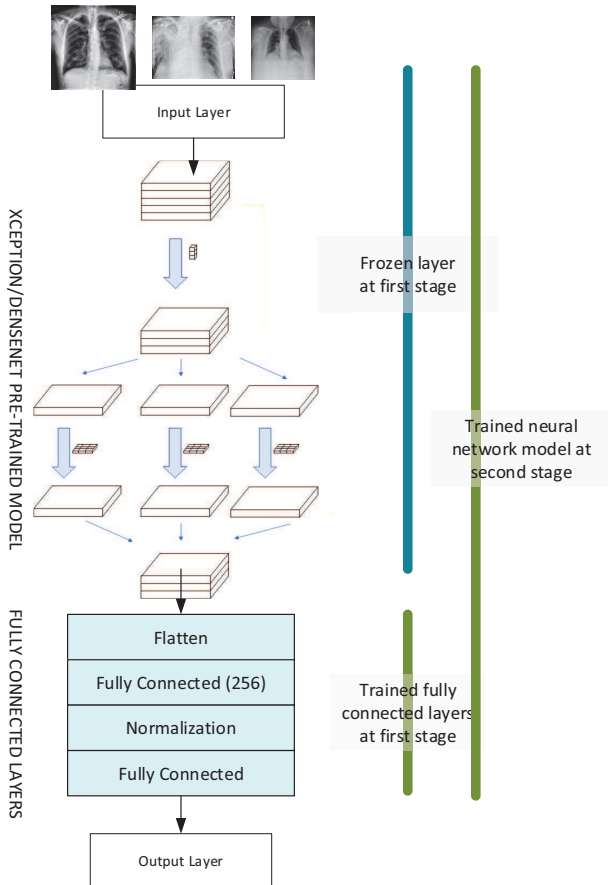 Input Layer
XCEPTION/DENSENET PRE-TRAINED MODEL
Frozen layer
at first stage
Trained neural
network model at
second stage
FULLY CONNECTED LAYERS
Flatten
Fully Connected (256)
Normalization
Fully Connected
Trained fully
connected layers
at first stage
Output Layer